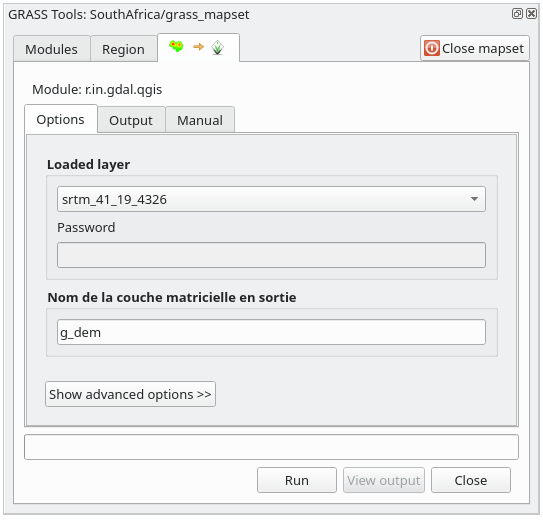 GRASS Tools: SouthAfrica/grass_mapset
Modules Region Close mapset
Module: r.in.gdal.qgis
Options Output Manual
Loaded layer
srtm_41_19_4326
Password
Nom de la couche matricielle en sortie
g_dem
Show advanced options >>
Run View output Close